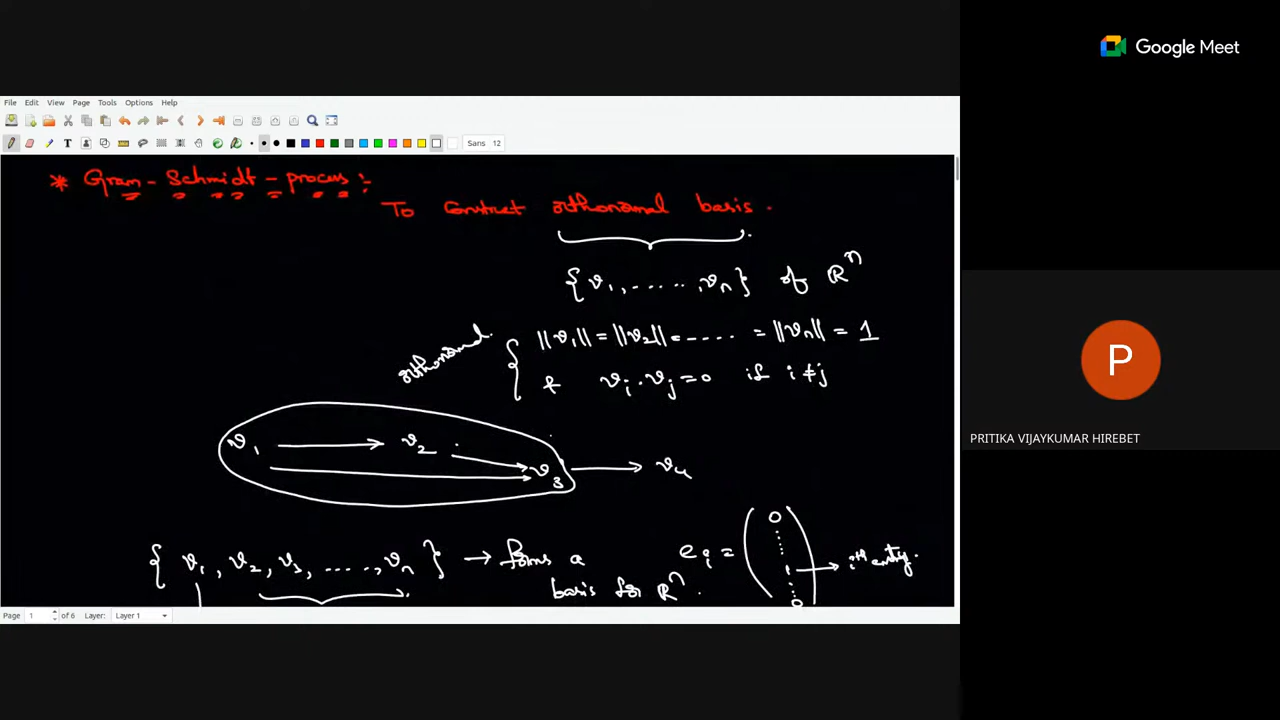 Google Meet
File Edit View Page Tools Options Help
Sans 12
* Gram - Schmidt - process :-
To construct orthonormal basis .
{ v₁ , ...... , vₙ } of ℝⁿ
orthonormal. { ||v₁|| = ||v₂|| = ...... = ||vₙ|| = 1
& vᵢ . vⱼ = 0 if i ≠ j
v₁ → v₂ → v₃ → v₄
P
PRITIKA VIJAYKUMAR HIREBET
{ v₁ , v₂ , v₃ , ...... , vₙ } → forms a
basis for ℝⁿ.
eᵢ = ( 0 ⋮ 1 ⋮ 0 ) → iᵗʰ entry.
Page 1 of 6 Layer: Layer 1